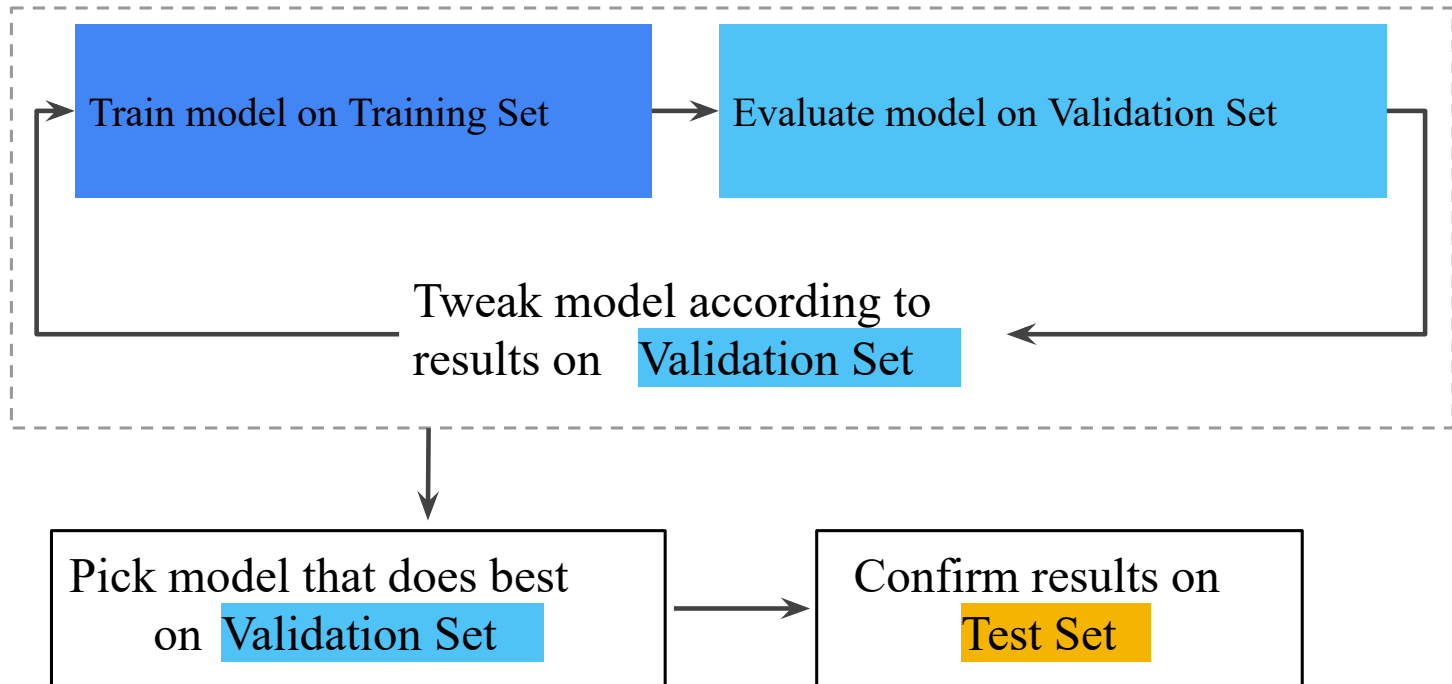 Train model on Training Set
Evaluate model on Validation Set
Tweak model according to
results on Validation Set
Pick model that does best
on Validation Set
Confirm results on
Test Set